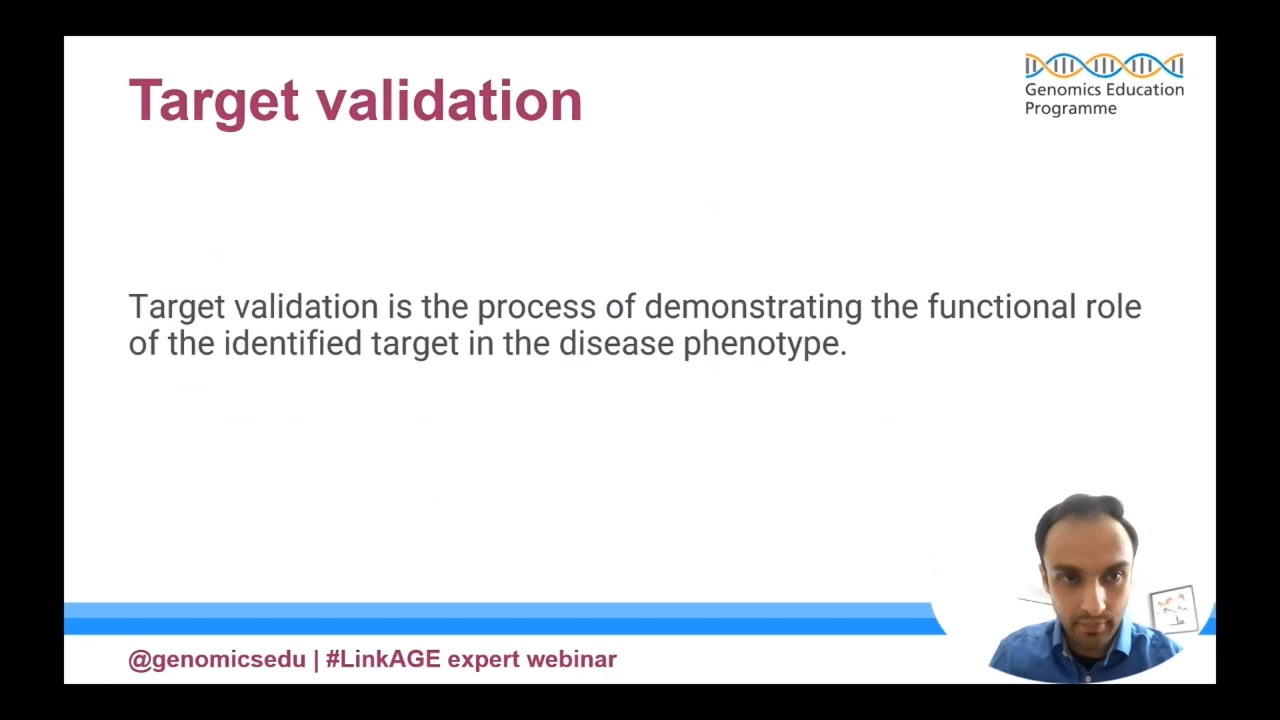 Target validation
Genomics Education
Programme
Target validation is the process of demonstrating the functional role
of the identified target in the disease phenotype.
@genomicsedu | #LinkAGE expert webinar